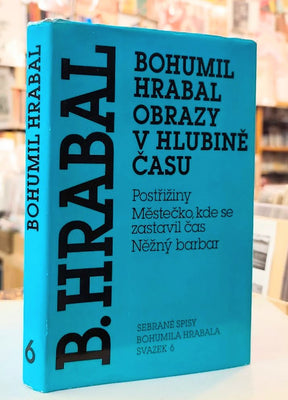 BOHUMIL HRABAL
6
B. HRABAL
BOHUMIL
HRABAL
OBRAZY
V HLUBINĚ
ČASU
Postřižiny
Městečko, kde se
zastavil čas
Něžný barbar
SEBRANÉ SPISY
BOHUMILA HRABALA
SVAZEK 6